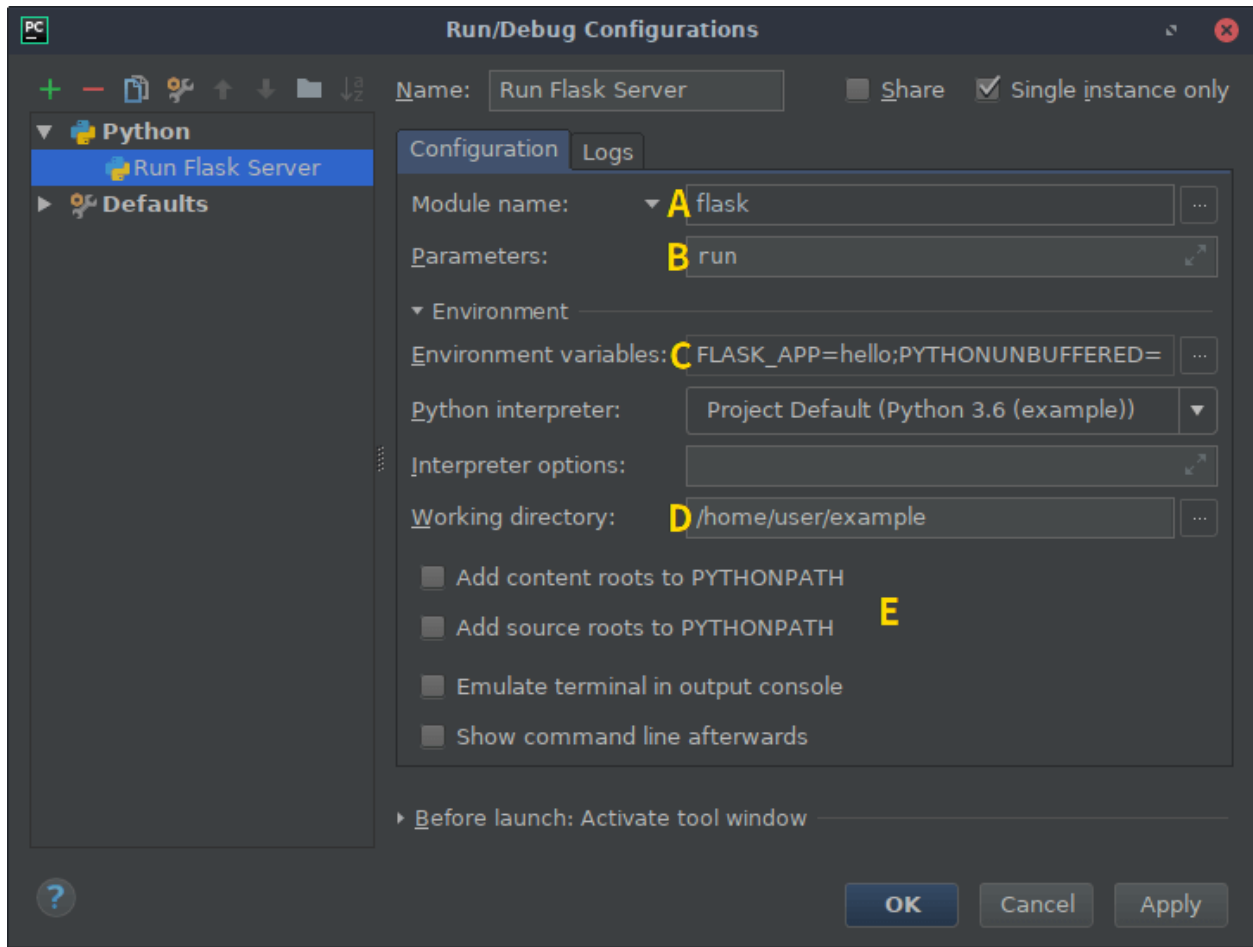 PC
Run/Debug Configurations
Name: Run Flask Server Share Single instance only
Python
Run Flask Server
Defaults
Configuration Logs
Module name: A flask ...
Parameters: B run
Environment
Environment variables: C FLASK_APP=hello;PYTHONUNBUFFERED= ...
Python interpreter: Project Default (Python 3.6 (example))
Interpreter options:
Working directory: D /home/user/example ...
Add content roots to PYTHONPATH
E
Add source roots to PYTHONPATH
Emulate terminal in output console
Show command line afterwards
Before launch: Activate tool window
? OK Cancel Apply